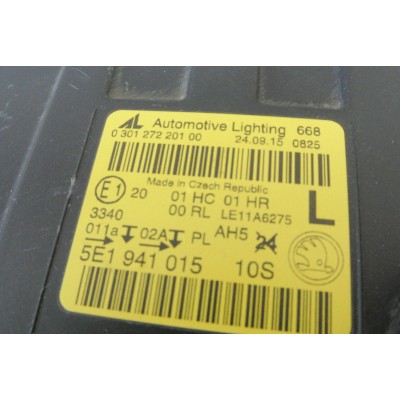 AL Automotive Lighting 668
0 301 272 201 00 24.09.15 0825
Made in Czech Republic
E1 20 01 HC 01 HR L
3340 00 RL LE11A6275
011a 02A PL AH5 24
5E1 941 015 10S